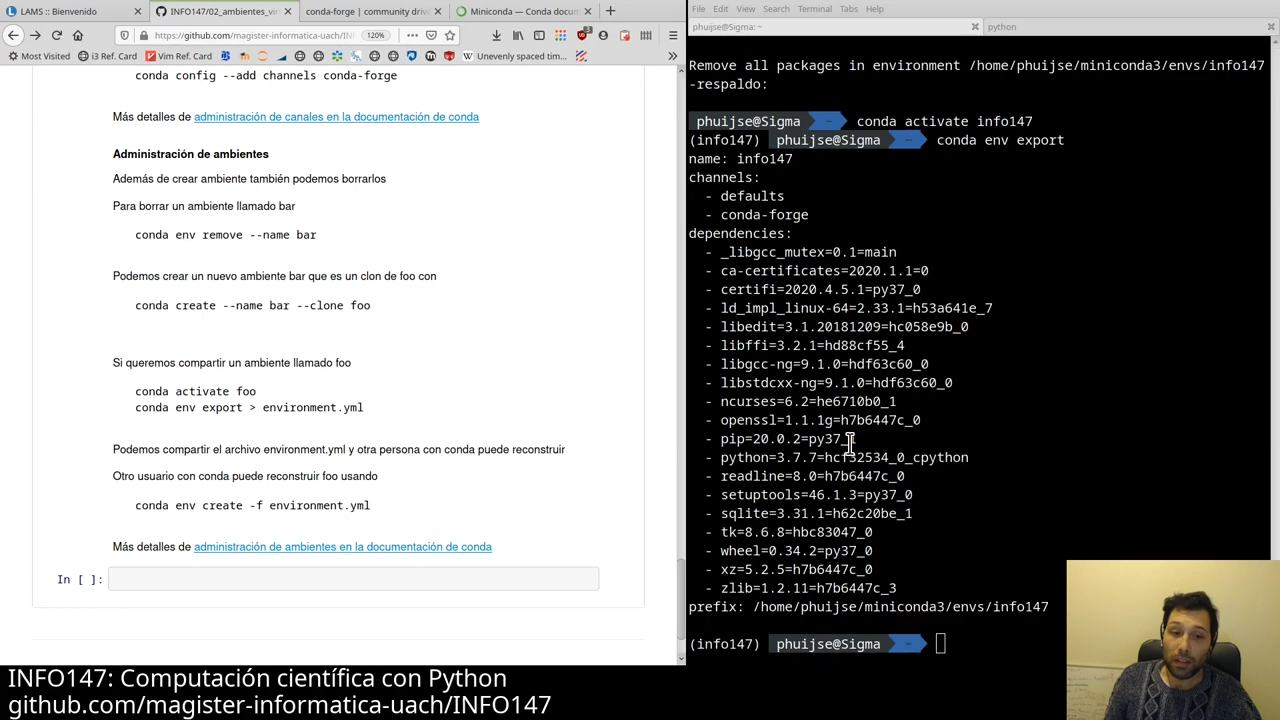 LAMS :: Bienvenido
INFO147/02_ambientes_vir
conda-forge | community driv
Miniconda — Conda docu
https://github.com/magister-informatica-uach/IN
120%
Most Visited
i3 Ref. Card
Vim Ref. Card
Unevenly spaced tim
conda config --add channels conda-forge
Más detalles de administración de canales en la documentación de conda
Administración de ambientes
Además de crear ambiente también podemos borrarlos
Para borrar un ambiente llamado bar
conda env remove --name bar
Podemos crear un nuevo ambiente bar que es un clon de foo con
conda create --name bar --clone foo
Si queremos compartir un ambiente llamado foo
conda activate foo
conda env export > environment.yml
Podemos compartir el archivo environment.yml y otra persona con conda puede reconstruir
Otro usuario con conda puede reconstruir foo usando
conda env create -f environment.yml
Más detalles de administración de ambientes en la documentación de conda
In [ ]:
File Edit View Search Terminal Tabs Help
phuijse@Sigma: ~
python
Remove all packages in environment /home/phuijse/miniconda3/envs/info147
-respaldo:
phuijse@Sigma ~ conda activate info147
(info147) phuijse@Sigma ~ conda env export
name: info147
channels:
- defaults
- conda-forge
dependencies:
- _libgcc_mutex=0.1=main
- ca-certificates=2020.1.1=0
- certifi=2020.4.5.1=py37_0
- ld_impl_linux-64=2.33.1=h53a641e_7
- libedit=3.1.20181209=hc058e9b_0
- libffi=3.2.1=hd88cf55_4
- libgcc-ng=9.1.0=hdf63c60_0
- libstdcxx-ng=9.1.0=hdf63c60_0
- ncurses=6.2=he6710b0_1
- openssl=1.1.1g=h7b6447c_0
- pip=20.0.2=py37_1
- python=3.7.7=hcf32534_0_cpython
- readline=8.0=h7b6447c_0
- setuptools=46.1.3=py37_0
- sqlite=3.31.1=h62c20be_1
- tk=8.6.8=hbc83047_0
- wheel=0.34.2=py37_0
- xz=5.2.5=h7b6447c_0
- zlib=1.2.11=h7b6447c_3
prefix: /home/phuijse/miniconda3/envs/info147
(info147) phuijse@Sigma ~
INFO147: Computación científica con Python
github.com/magister-informatica-uach/INFO147